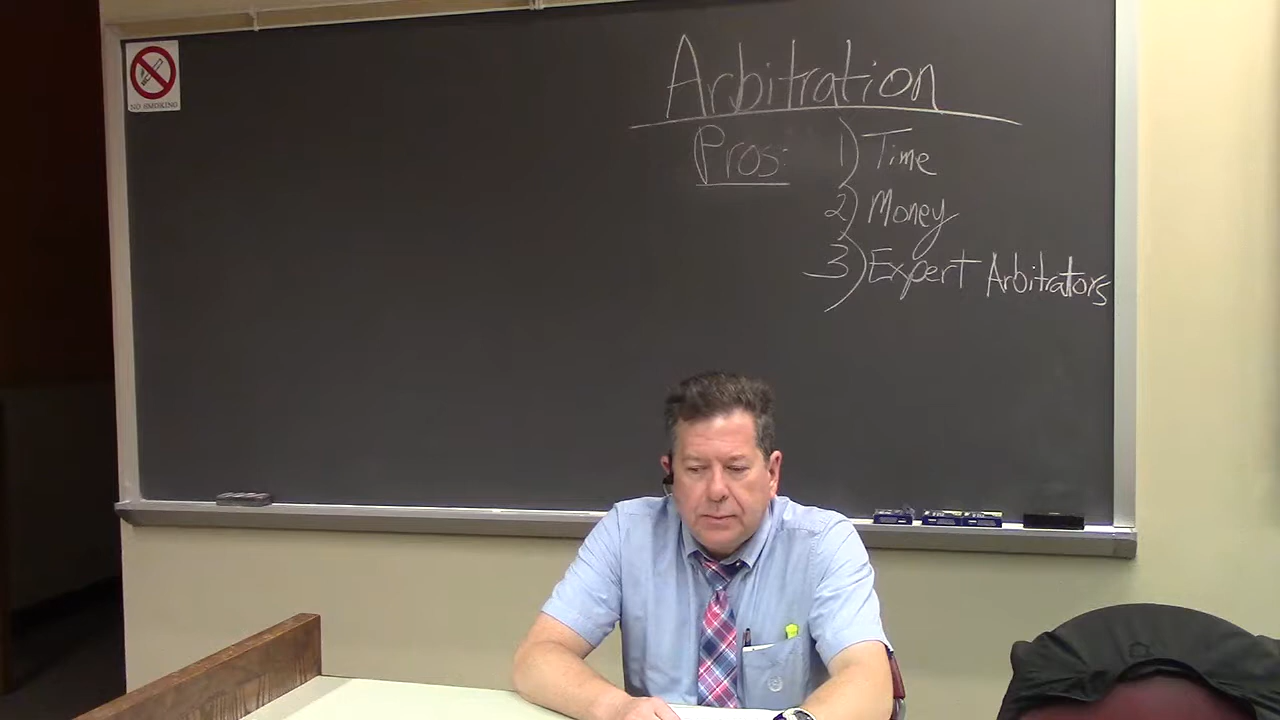 NO SMOKING
Arbitration
Pros: 1) Time
2) Money
3) Expert Arbitrators